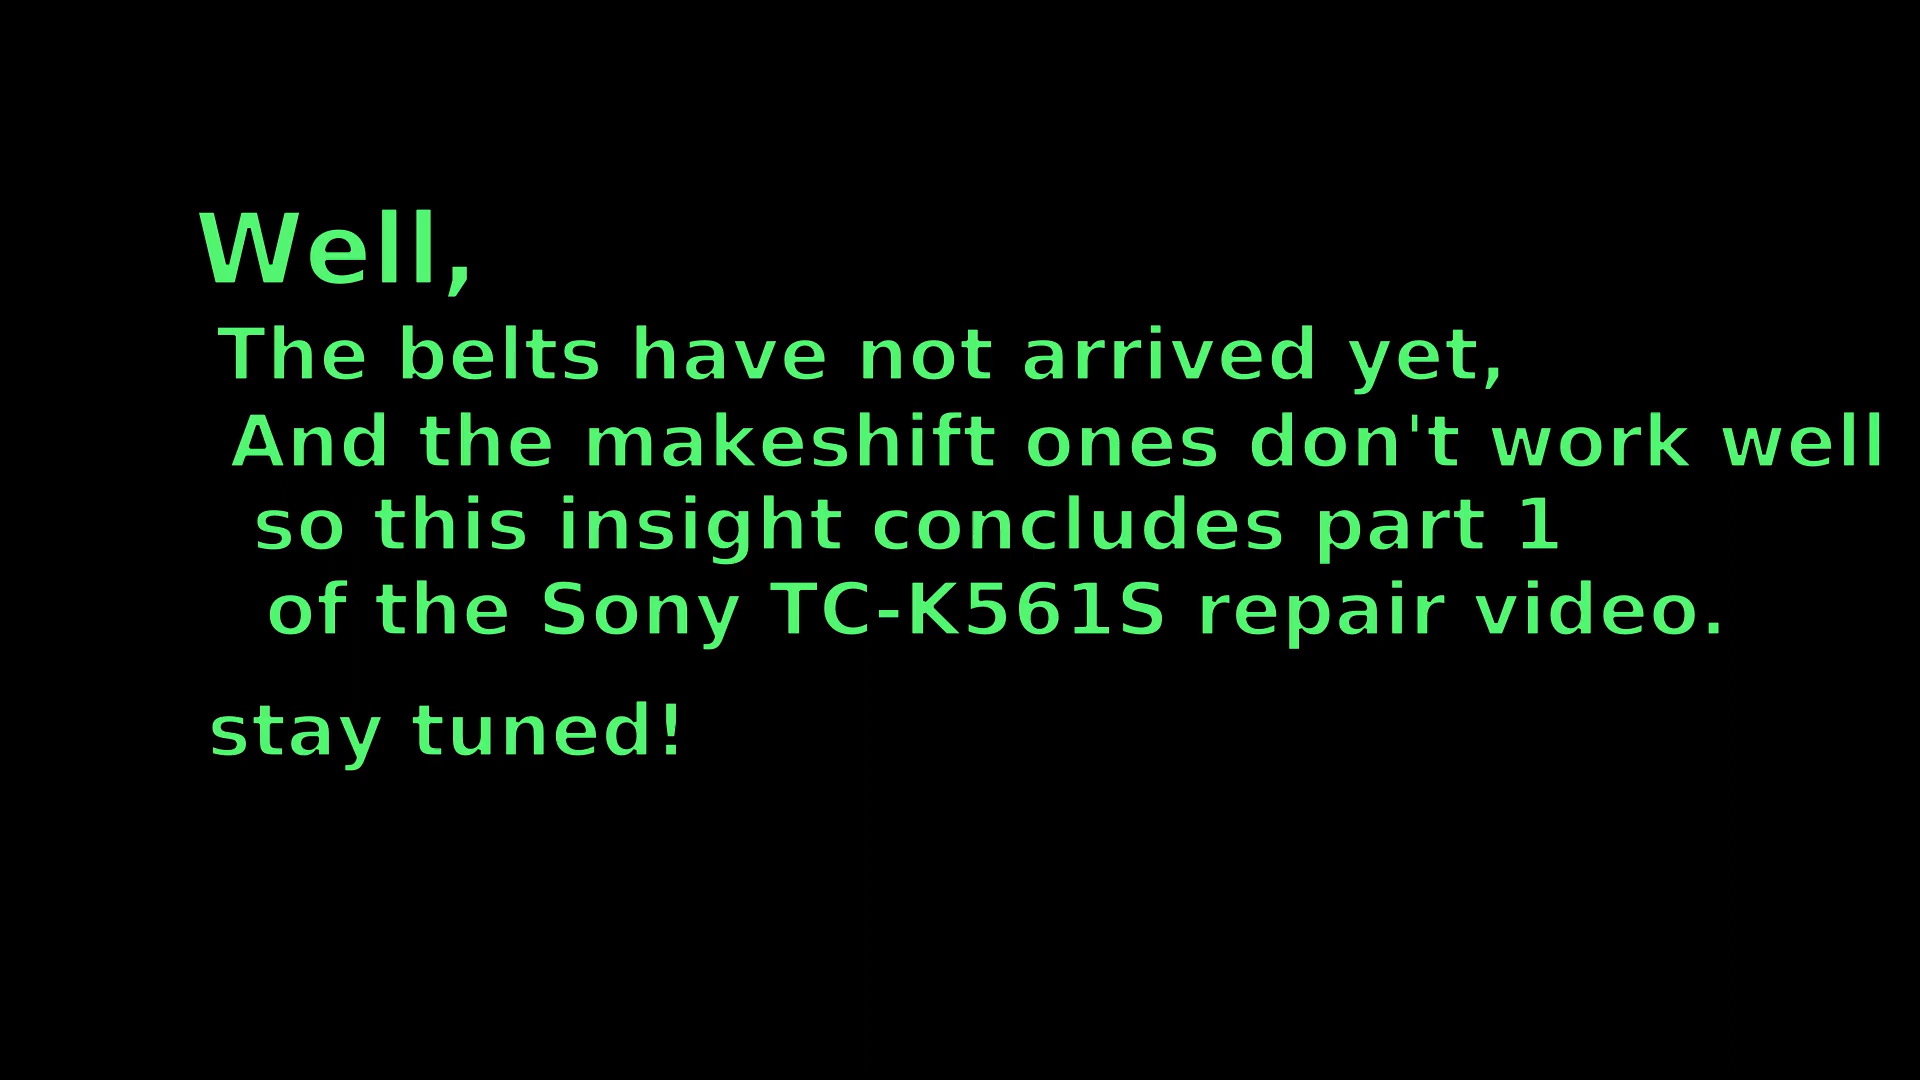 Well,
The belts have not arrived yet,
And the makeshift ones don't work well
so this insight concludes part 1
of the Sony TC-K561S repair video.
stay tuned!